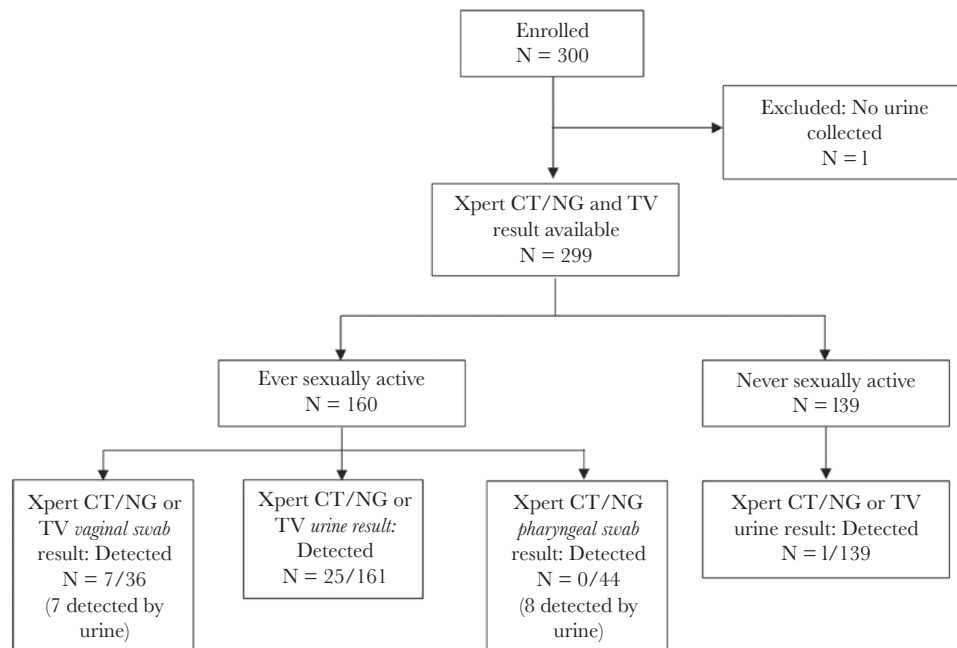 Enrolled
N = 300
Excluded: No urine
collected
N = l
Xpert CT/NG and TV
result available
N = 299
Ever sexually active
N = 160
Never sexually active
N = l39
Xpert CT/NG or
TV vaginal swab
result: Detected
N = 7/36
(7 detected by
urine)
Xpert CT/NG or
TV urine result:
Detected
N = 25/161
Xpert CT/NG
pharyngeal swab
result: Detected
N = 0/44
(8 detected by
urine)
Xpert CT/NG or TV
urine result: Detected
N = l/139